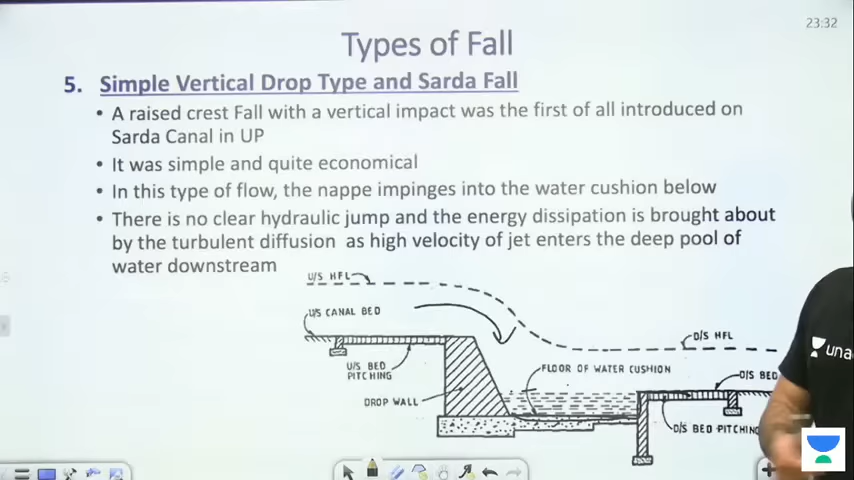 23:32
Types of Fall
5. Simple Vertical Drop Type and Sarda Fall
• A raised crest Fall with a vertical impact was the first of all introduced on
Sarda Canal in UP
• It was simple and quite economical
• In this type of flow, the nappe impinges into the water cushion below
• There is no clear hydraulic jump and the energy dissipation is brought about
by the turbulent diffusion as high velocity of jet enters the deep pool of
water downstream
U/S HFL
U/S CANAL BED
D/S HFL
U/S BED
PITCHING
FLOOR OF WATER CUSHION
D/S BED
DROP WALL
D/S BED PITCHING
una